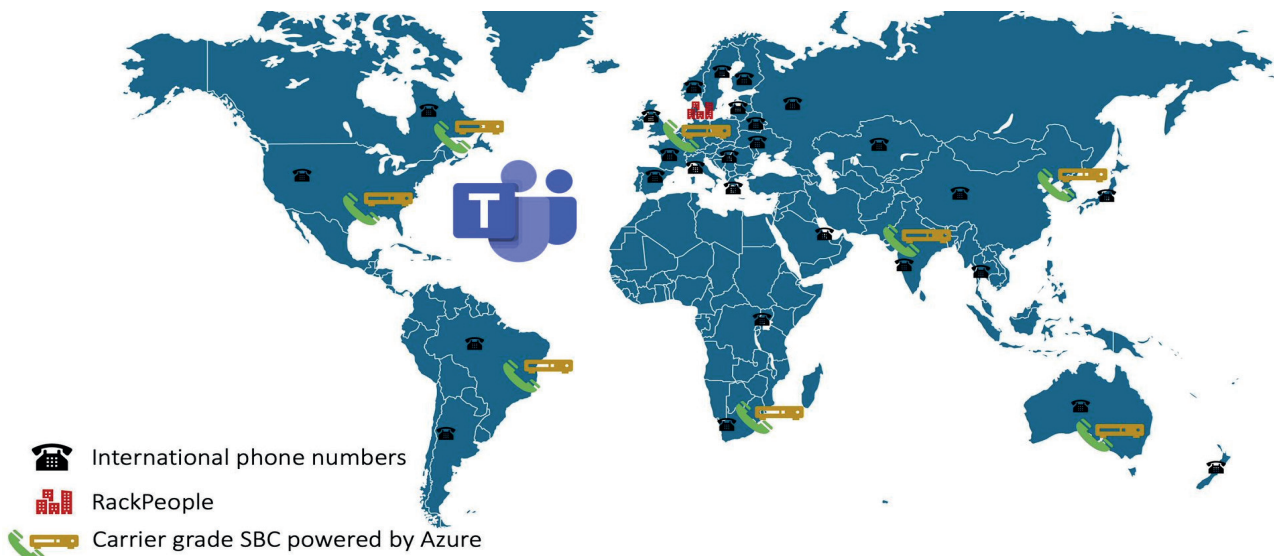 T
International phone numbers
RackPeople
Carrier grade SBC powered by Azure